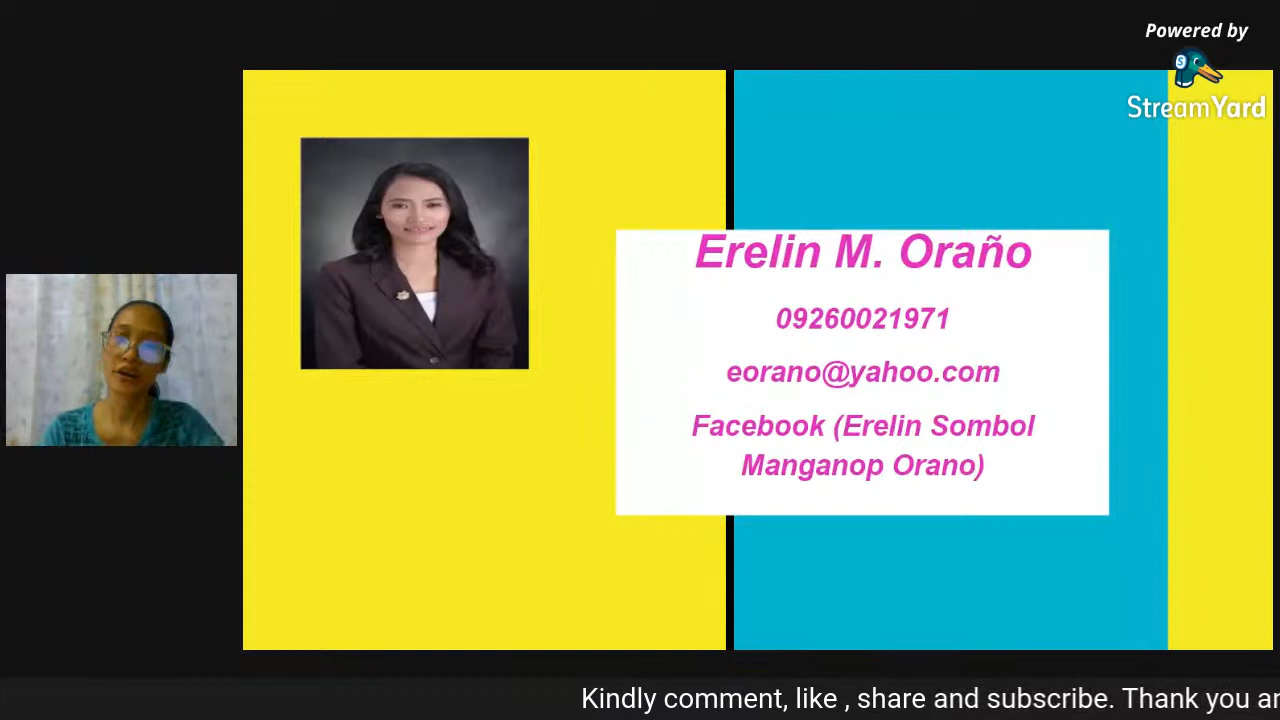 Powered by
StreamYard
Erelin M. Oraño
09260021971
eorano@yahoo.com
Facebook (Erelin Sombol
Manganop Orano)
Kindly comment, like , share and subscribe. Thank you